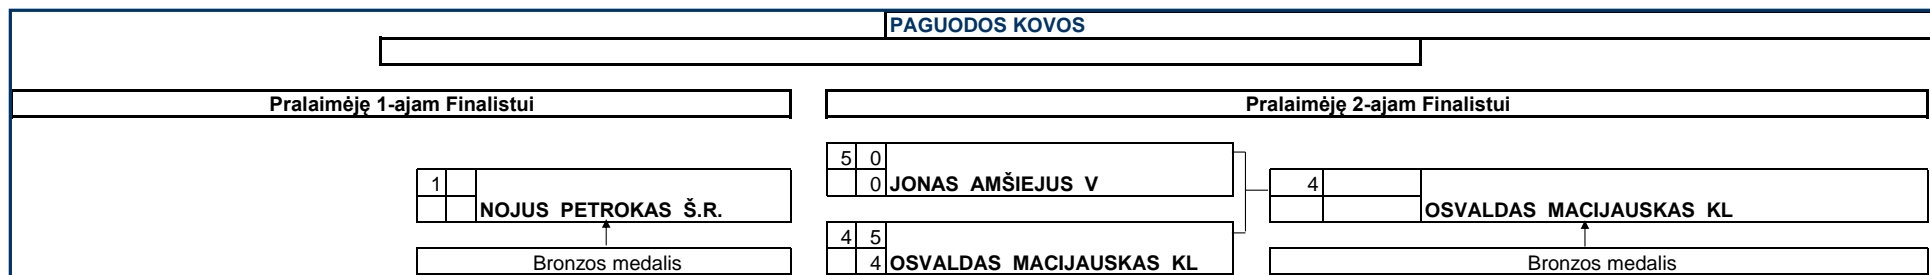 PAGUODOS KOVOS
Pralaimėję 1-ajam Finalistui
Pralaimėję 2-ajam Finalistui
5 0
0 JONAS AMŠIEJUS V
1
NOJUS PETROKAS Š.R.
4
OSVALDAS MACIJAUSKAS KL
4 5
4 OSVALDAS MACIJAUSKAS KL
Bronzos medalis
Bronzos medalis